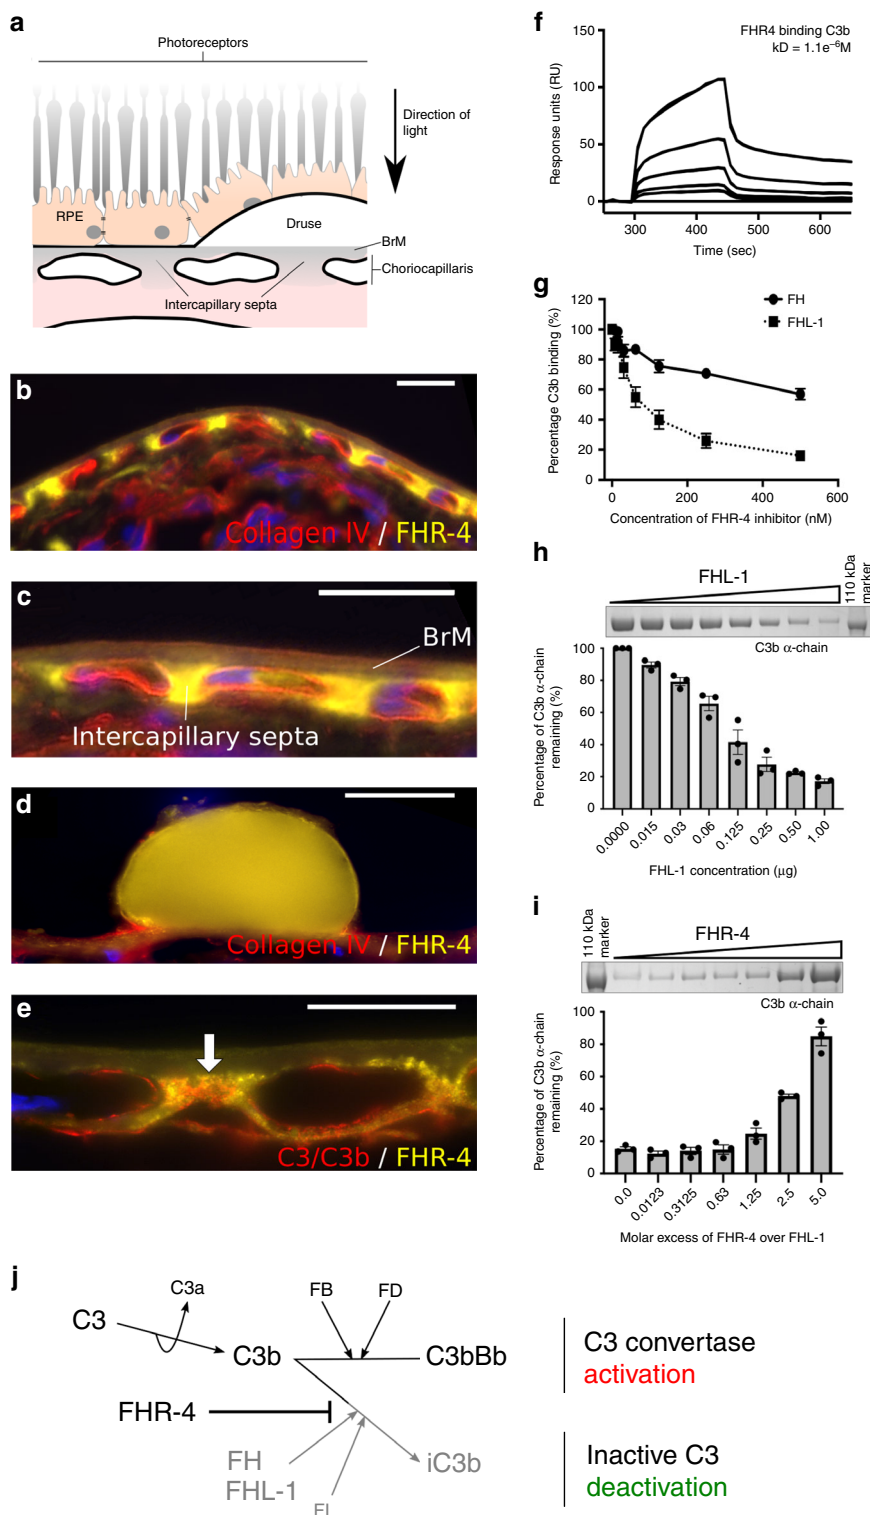 a
Photoreceptors
Direction of
light
RPE
Druse
BrM
Choriocapillaris
Intercapillary septa
b
Collagen IV / FHR-4
c
BrM
Intercapillary septa
d
Collagen IV / FHR-4
e
C3/C3b / FHR-4
f
FHR4 binding C3b
kD = 1.1e⁻⁶M
Response units (RU)
150
100
50
0
300 400 500 600
Time (sec)
g
FH
FHL-1
Percentage C3b binding (%)
120
100
80
60
40
20
0
0 200 400 600
Concentration of FHR-4 inhibitor (nM)
h
FHL-1
110 kDa
marker
C3b α-chain
Percentage of C3b α-chain
remaining (%)
100
80
60
40
20
0
0.0000 0.015 0.03 0.06 0.125 0.25 0.50 1.00
FHL-1 concentration (μg)
i
110 kDa
marker
FHR-4
C3b α-chain
Percentage of C3b α-chain
remaining (%)
100
80
60
40
20
0
0.0 0.0123 0.3125 0.63 1.25 2.5 5.0
Molar excess of FHR-4 over FHL-1
j
C3
C3a
C3b
FB
FD
C3bBb
FHR-4
FH
FHL-1
FI
iC3b
C3 convertase
activation
Inactive C3
deactivation